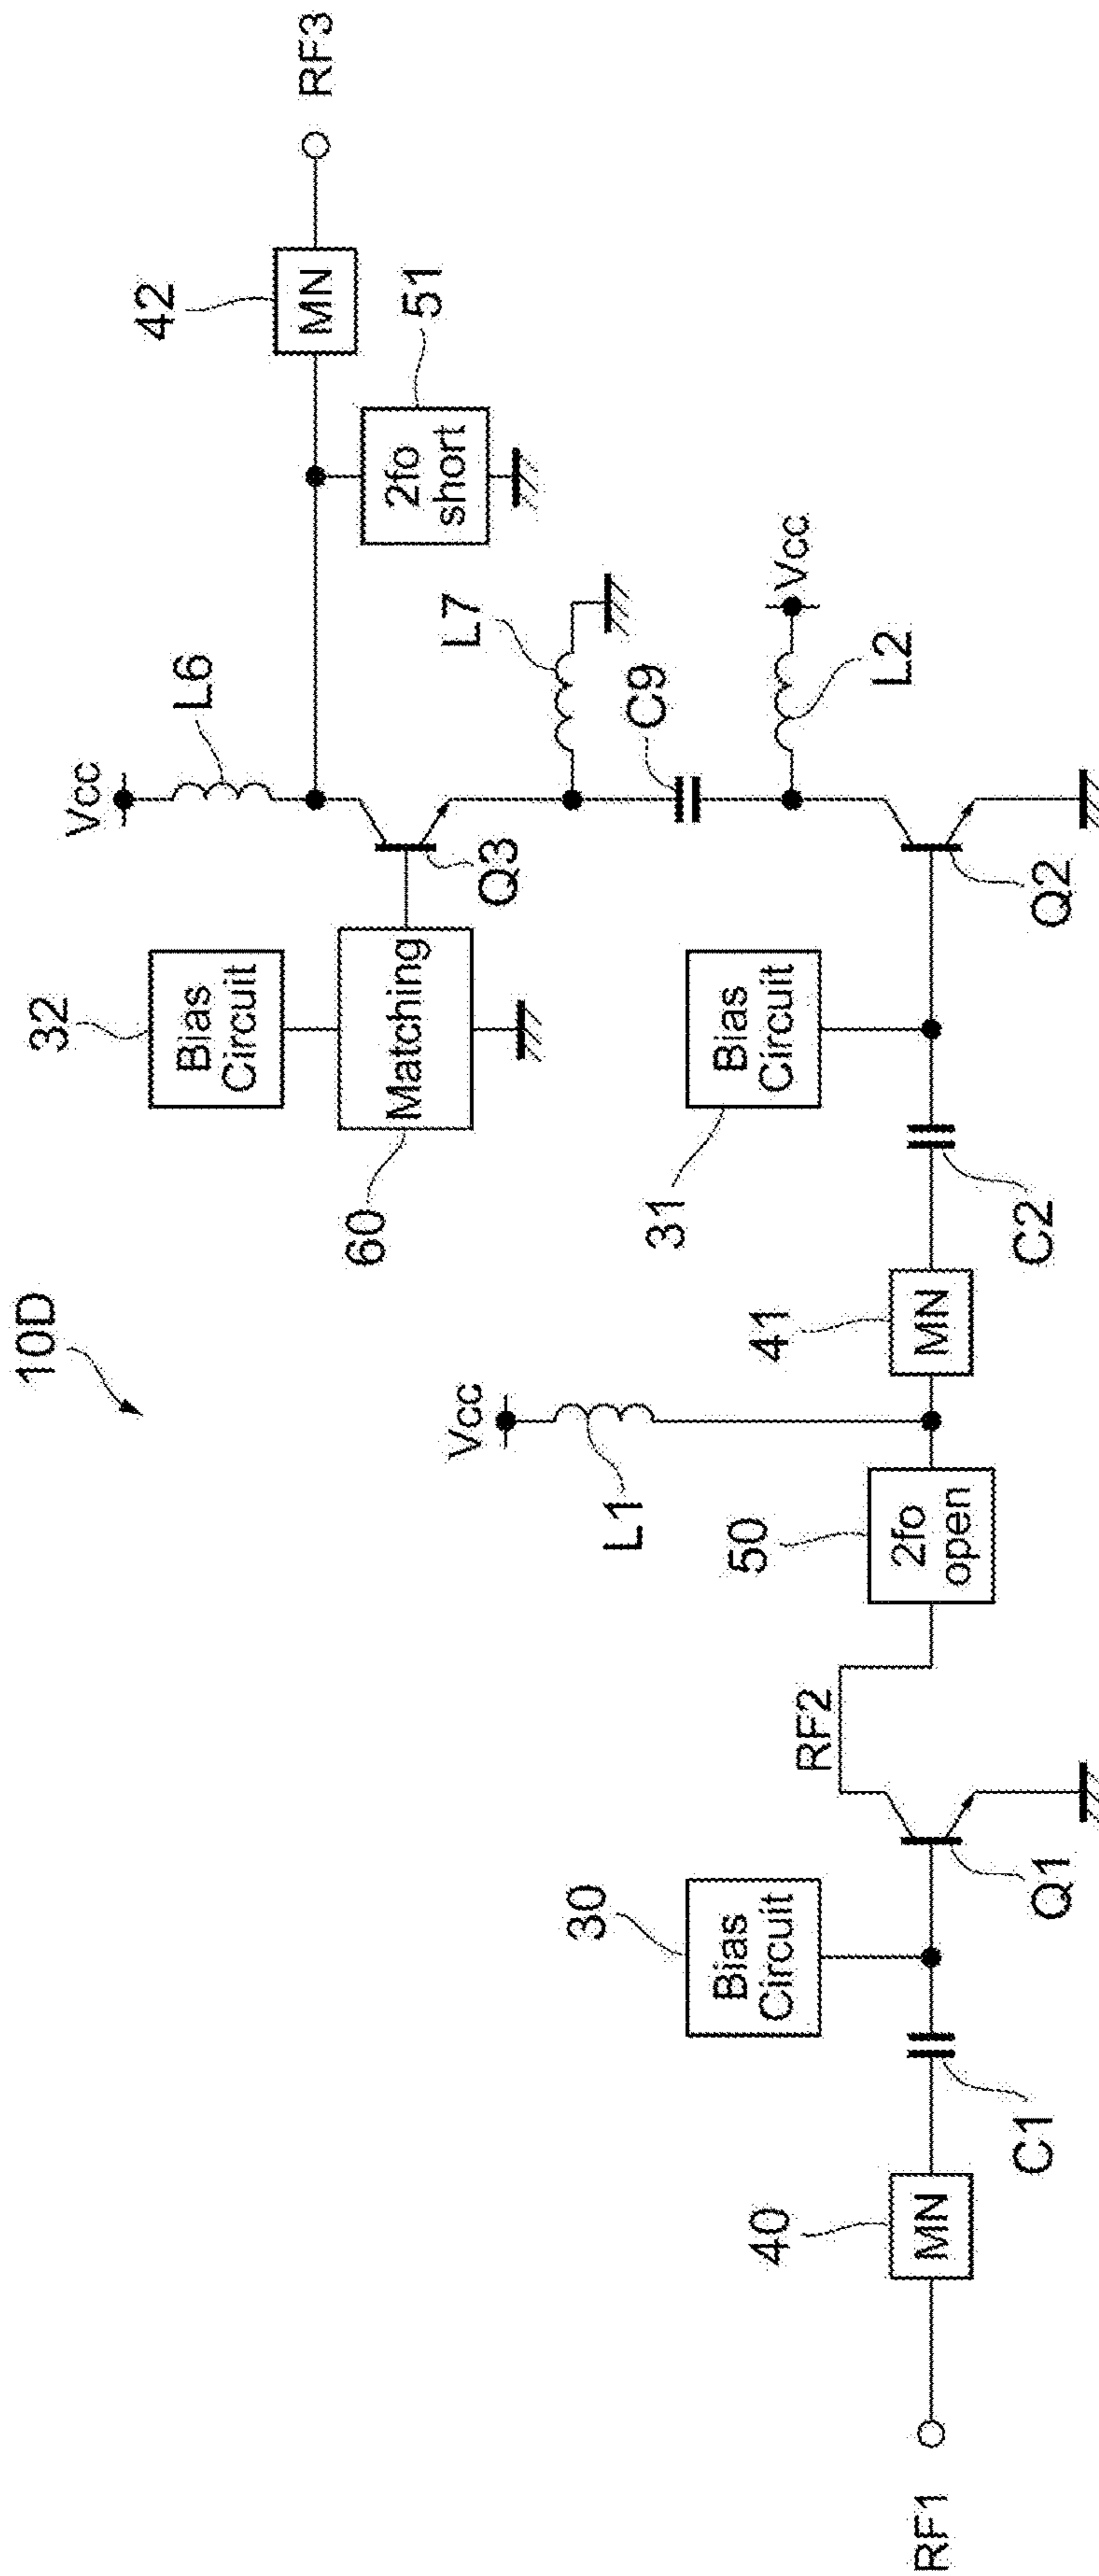 10D
Vcc
L6
32
Bias
Circuit
42
MN
RF3
60
Matching
Q3
51
2fo
short
L7
C9
Vcc
L2
Vcc
L1
31
Bias
Circuit
30
Bias
Circuit
RF2
50
2fo
open
41
MN
C2
Q2
RF1
40
MN
C1
Q1